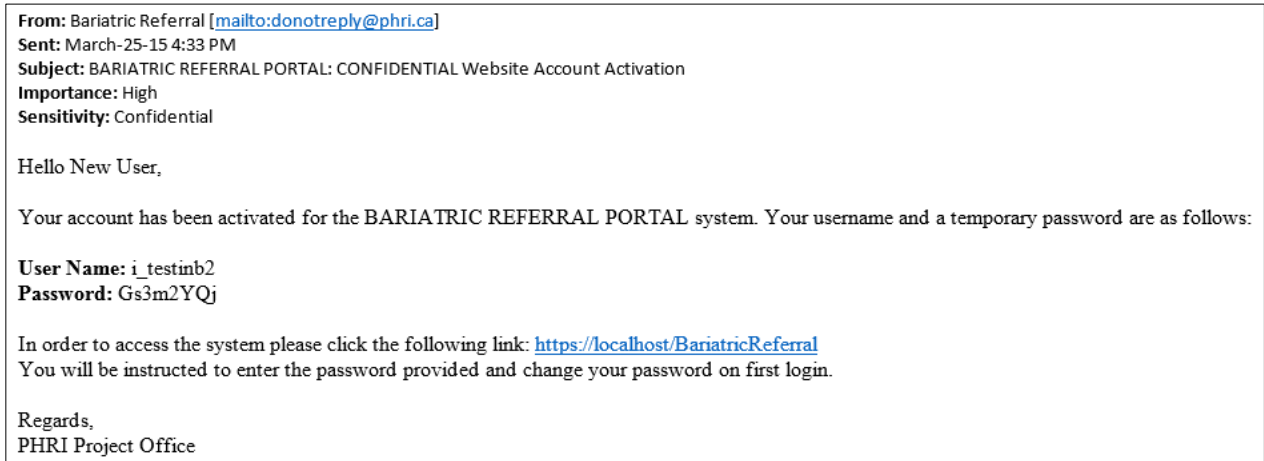 From: Bariatric Referral [mailto:donotreply@phri.ca]
Sent: March-25-15 4:33 PM
Subject: BARIATRIC REFERRAL PORTAL: CONFIDENTIAL Website Account Activation
Importance: High
Sensitivity: Confidential
Hello New User,
Your account has been activated for the BARIATRIC REFERRAL PORTAL system. Your username and a temporary password are as follows:
User Name: i_testinb2
Password: Gs3m2YQj
In order to access the system please click the following link: https://localhost/BariatricReferral
You will be instructed to enter the password provided and change your password on first login.
Regards,
PHRI Project Office